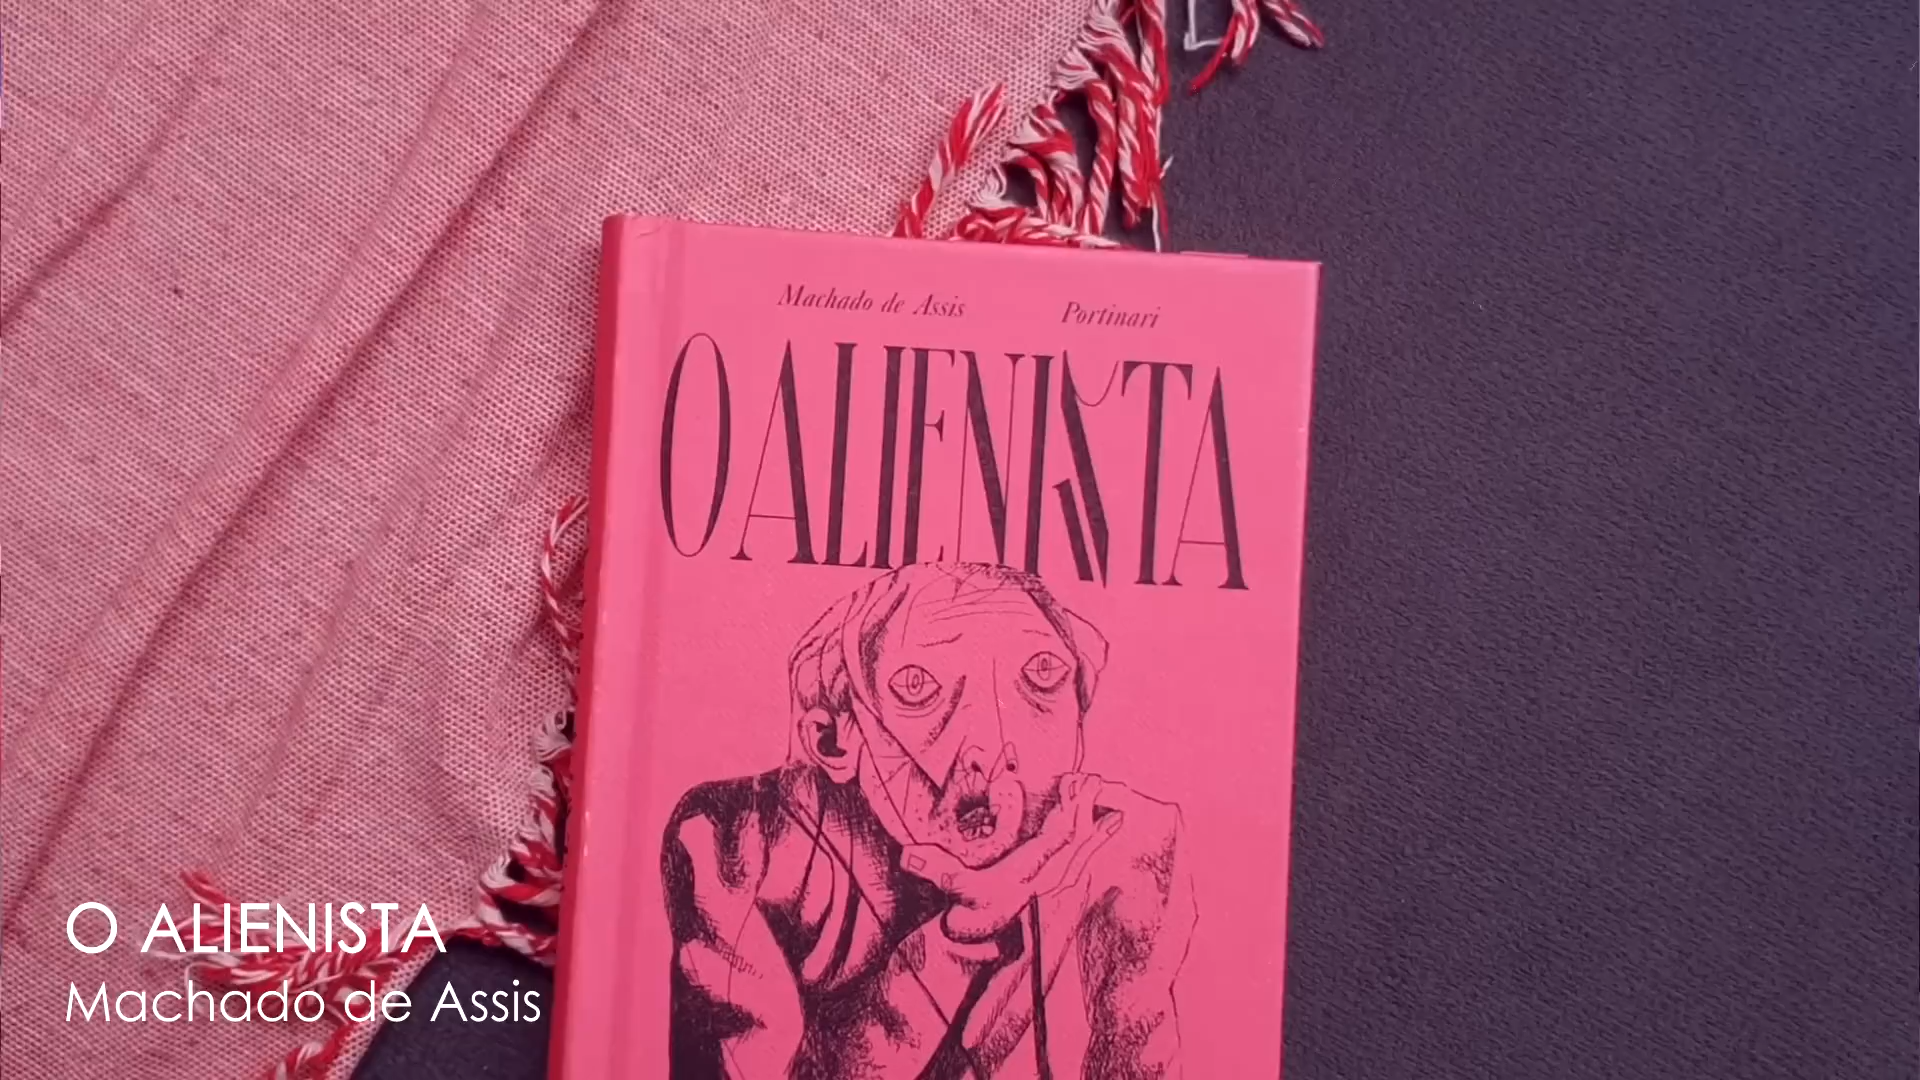 Machado de Assis Portinari
O ALIENISTA
O ALIENISTA
Machado de Assis